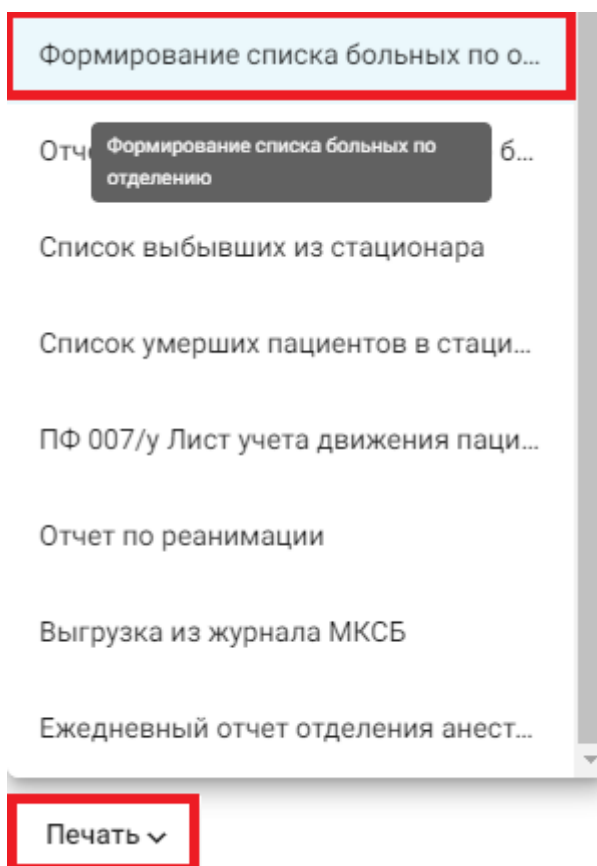 Формирование списка больных по о...
Отч
Формирование списка больных по
отделению
б...
Список выбывших из стационара
Список умерших пациентов в стаци...
ПФ 007/у Лист учета движения паци...
Отчет по реанимации
Выгрузка из журнала МКСБ
Ежедневный отчет отделения анест...
Печать